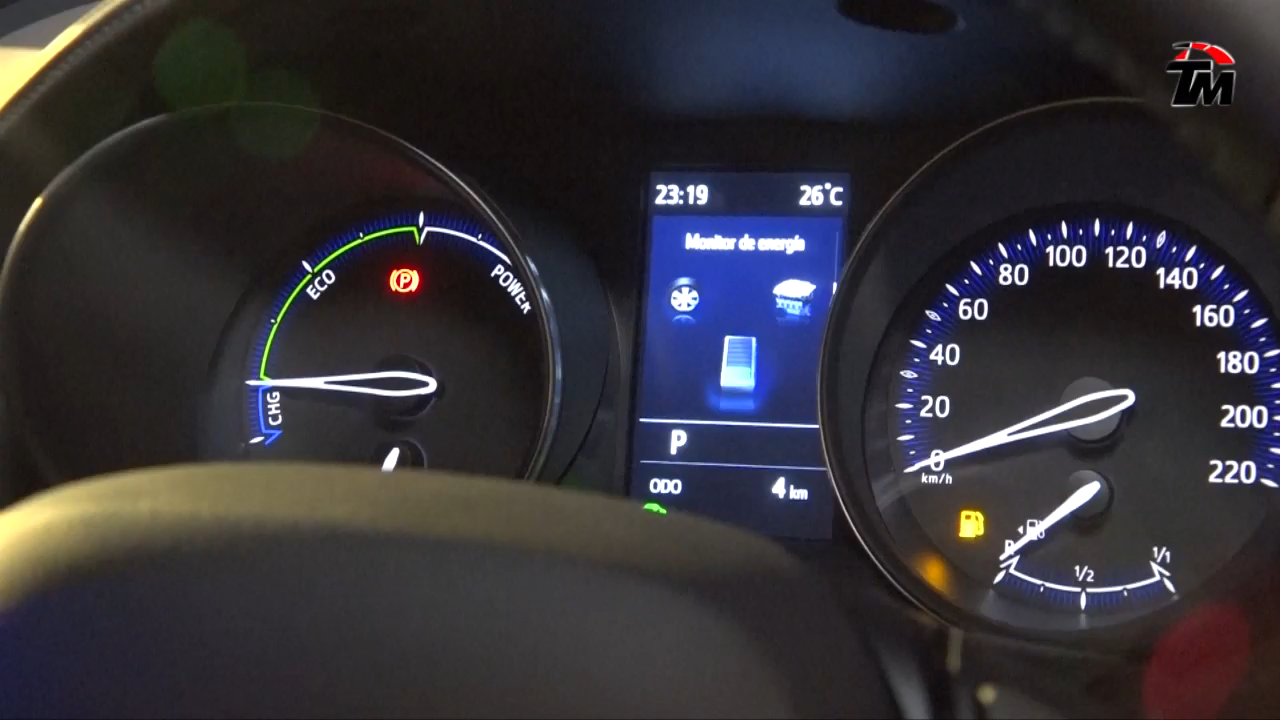 TM
23:19 26°C
Monitor de energía
ECO
POWER
CHG
P
P
ODO 4 km
0
20
40
60
80
100
120
140
160
180
200
220
km/h
R
1/2
1/1